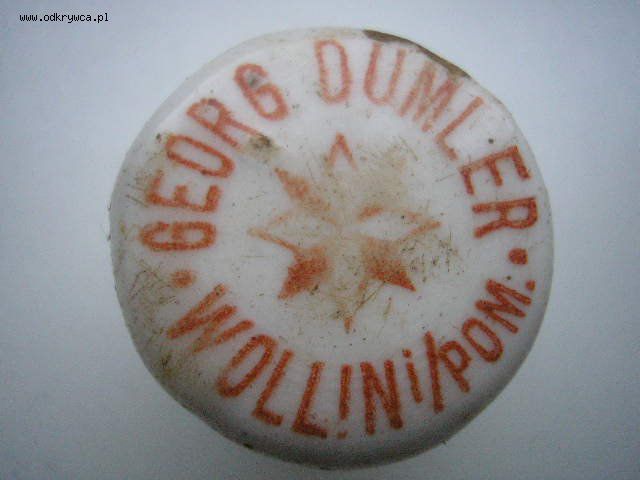 www.odkrywca.pl
GEORG DUMLER
WOLLIN i/POM.